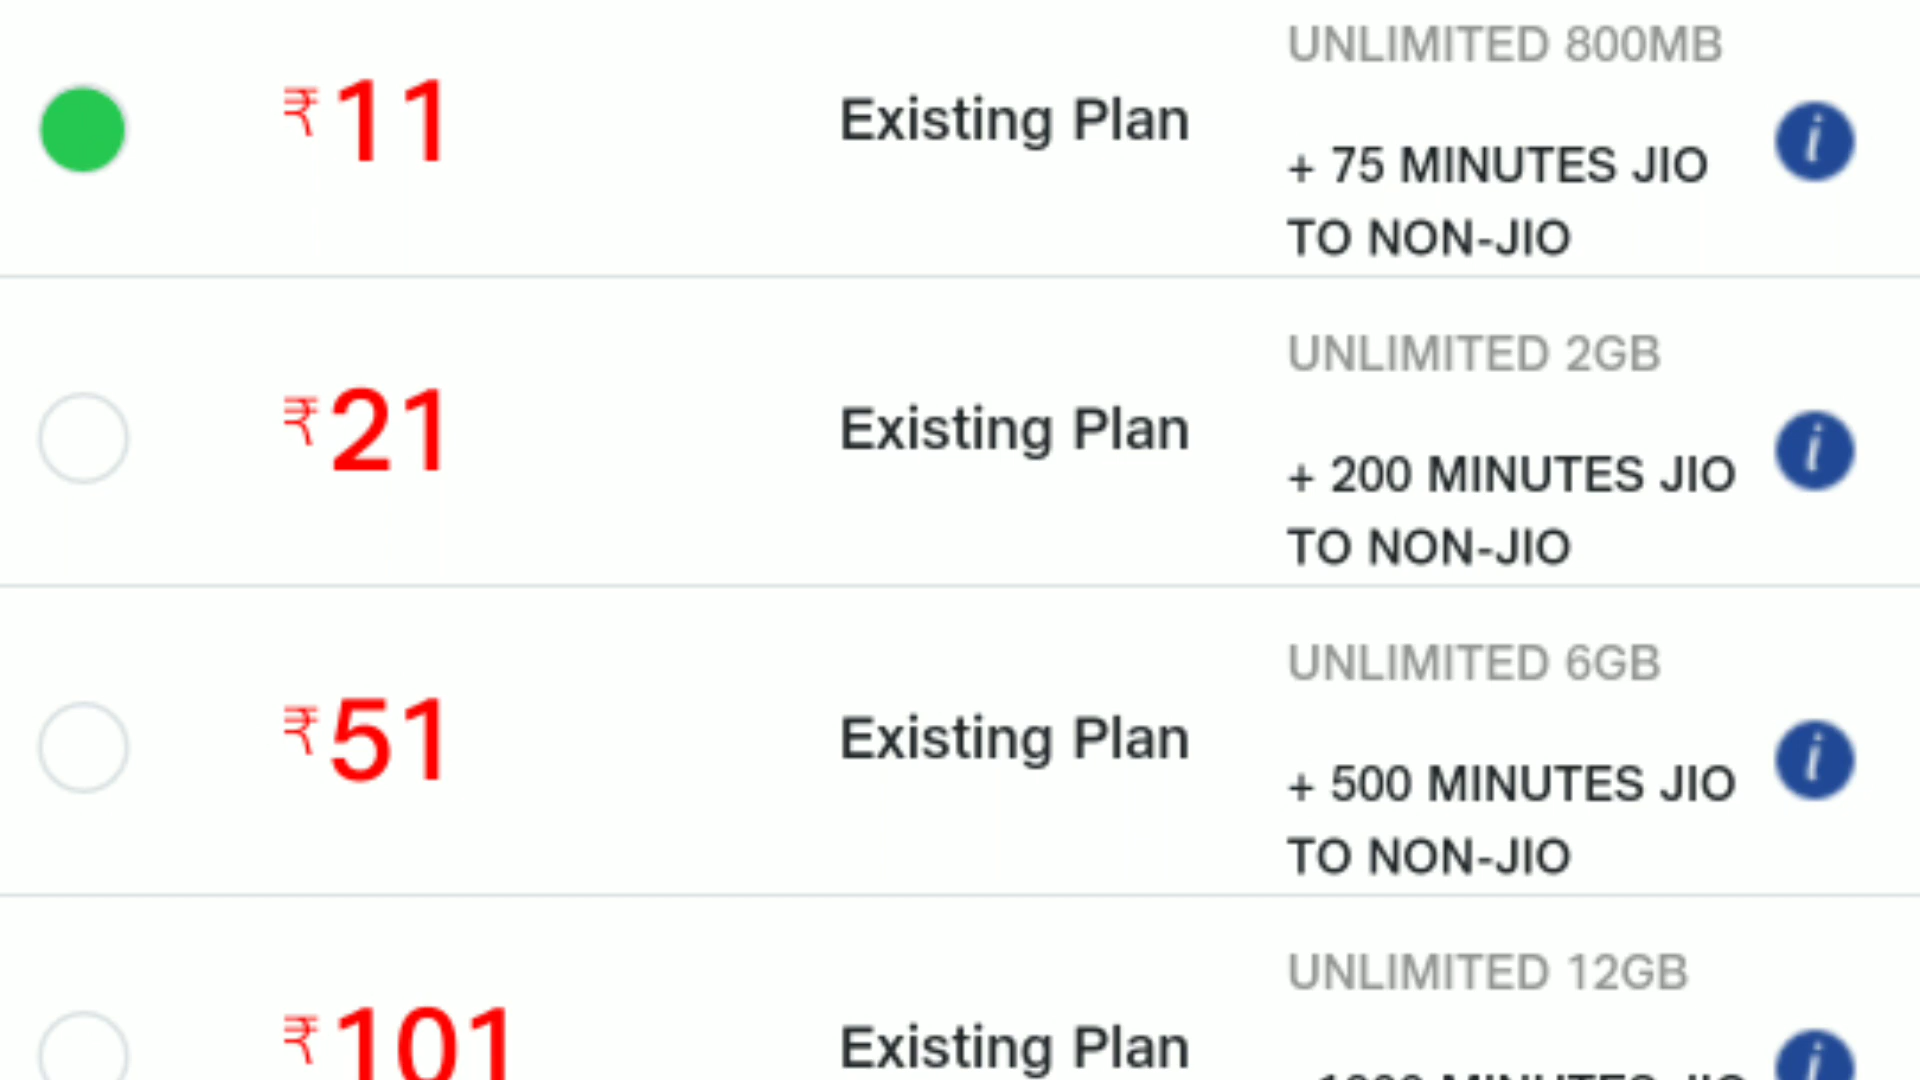 ₹11
Existing Plan
UNLIMITED 800MB
+ 75 MINUTES JIO
TO NON-JIO
i
₹21
Existing Plan
UNLIMITED 2GB
+ 200 MINUTES JIO
TO NON-JIO
i
₹51
Existing Plan
UNLIMITED 6GB
+ 500 MINUTES JIO
TO NON-JIO
i
₹101
Existing Plan
UNLIMITED 12GB
MINUTES JIO
i